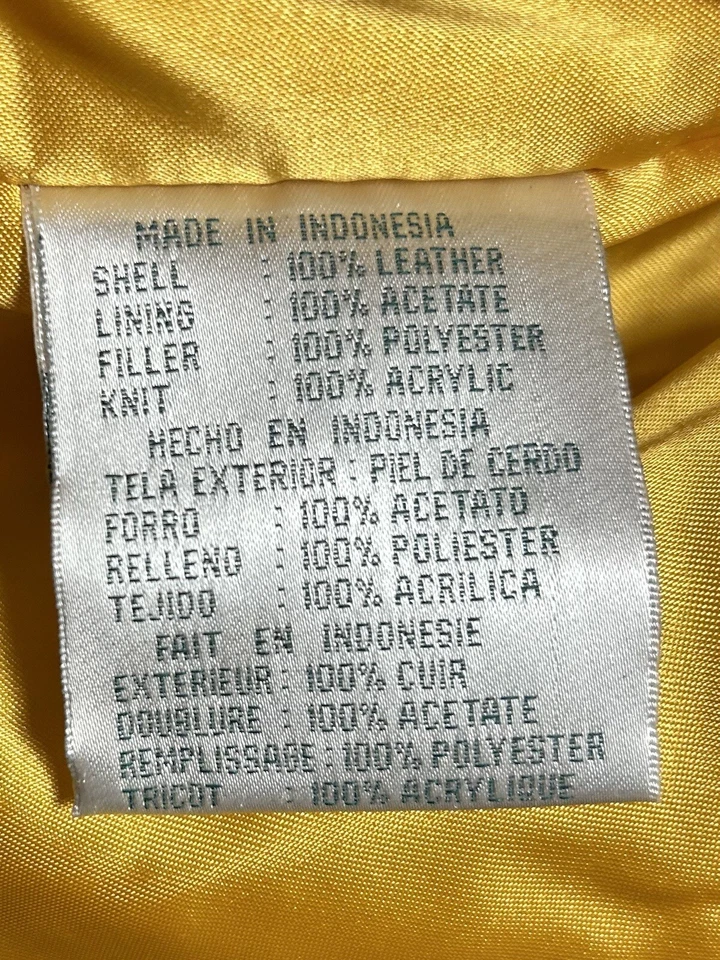 MADE IN INDONESIA
SHELL : 100% LEATHER
LINING : 100% ACETATE
FILLER : 100% POLYESTER
KNIT : 100% ACRYLIC
HECHO EN INDONESIA
TELA EXTERIOR : PIEL DE CERDO
FORRO : 100% ACETATO
RELLENO : 100% POLIESTER
TEJIDO : 100% ACRILICA
FAIT EN INDONESIE
EXTERIEUR : 100% CUIR
DOUBLURE : 100% ACETATE
REMPLISSAGE : 100% POLYESTER
TRICOT : 100% ACRYLIQUE